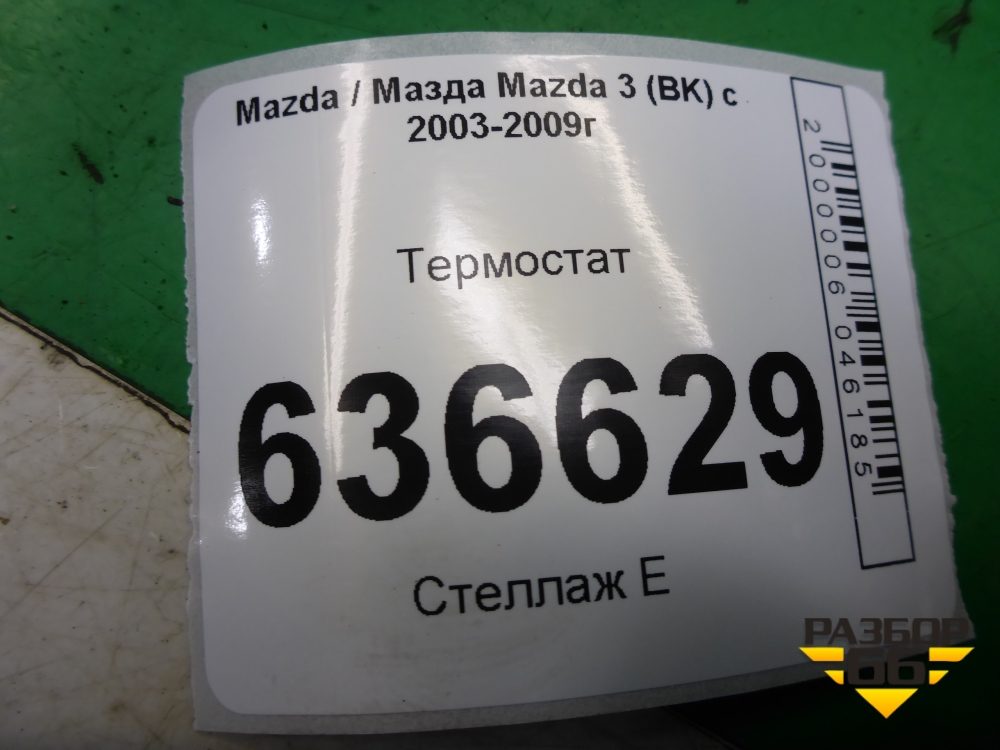 Mazda / Мазда Mazda 3 (BK) с
2003-2009г
Термостат
636629
Стеллаж Е
2000006046185
РАЗБОР
66